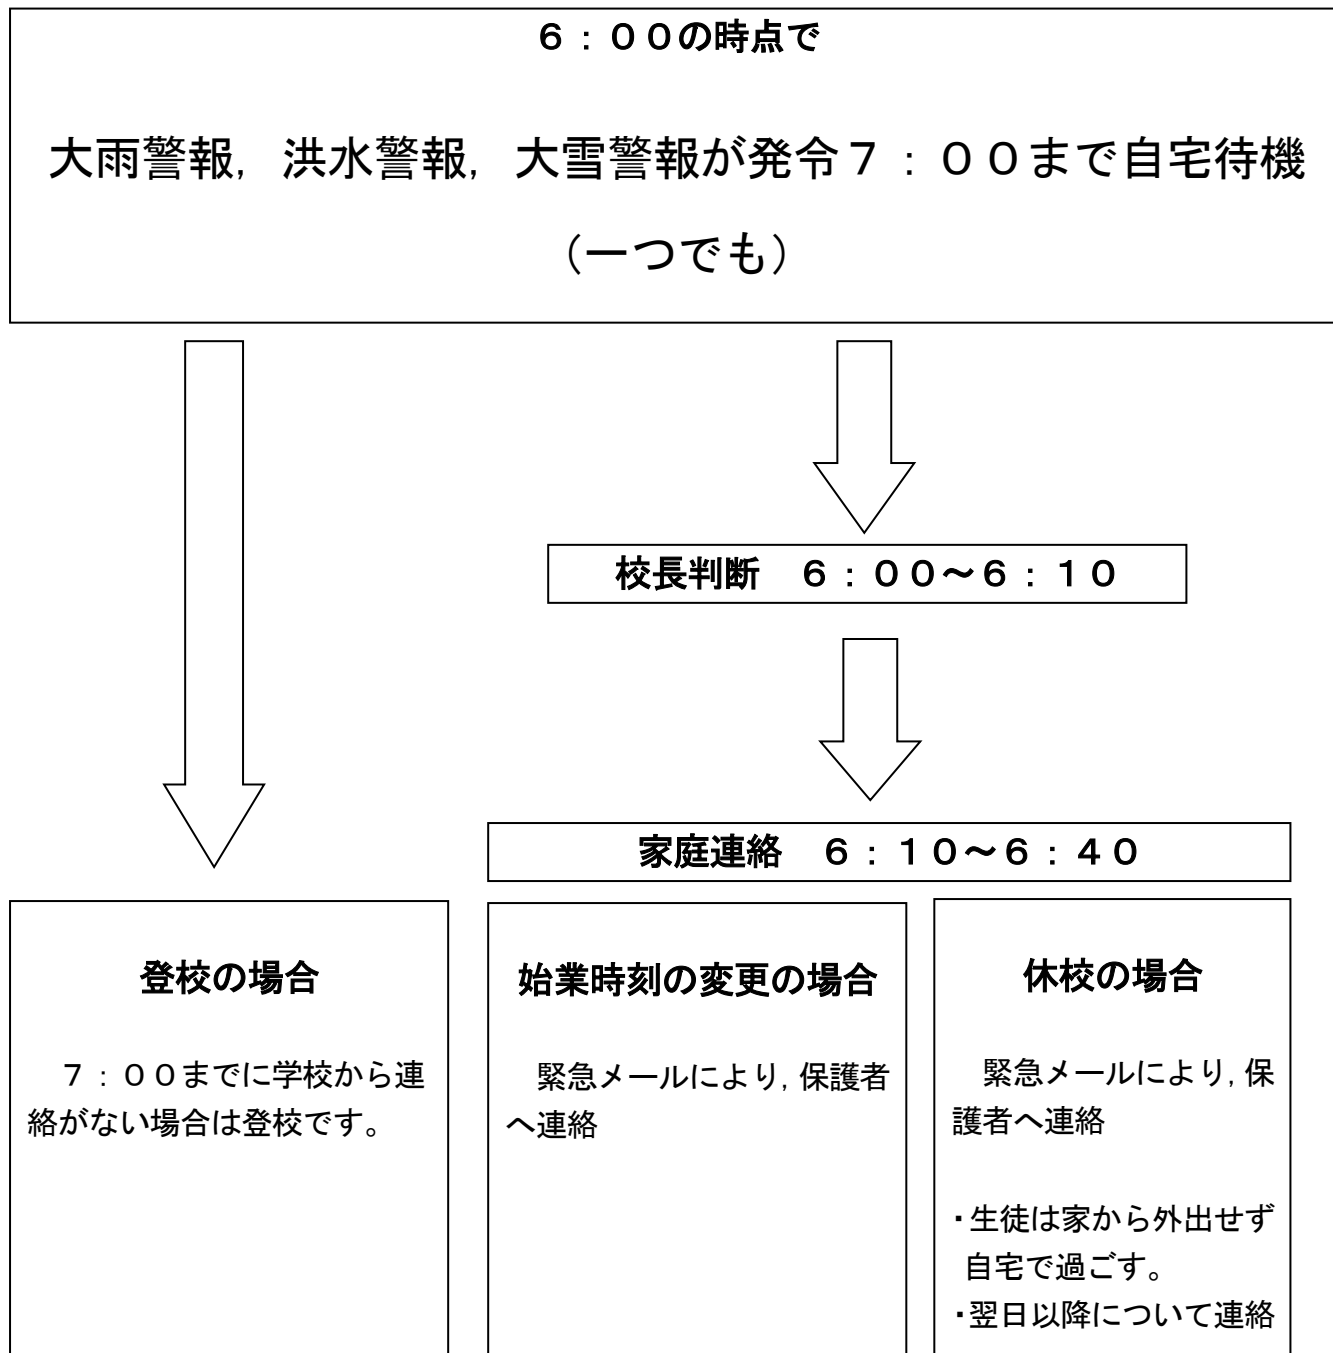 ６：００の時点で
大雨警報，洪水警報，大雪警報が発令７：００まで自宅待機
（一つでも）
校長判断　６：００～６：１０
家庭連絡　６：１０～６：４０
登校の場合
７：００までに学校から連
絡がない場合は登校です。
始業時刻の変更の場合
緊急メールにより，保護者
へ連絡
休校の場合
緊急メールにより，保
護者へ連絡
・生徒は家から外出せず
自宅で過ごす。
・翌日以降について連絡